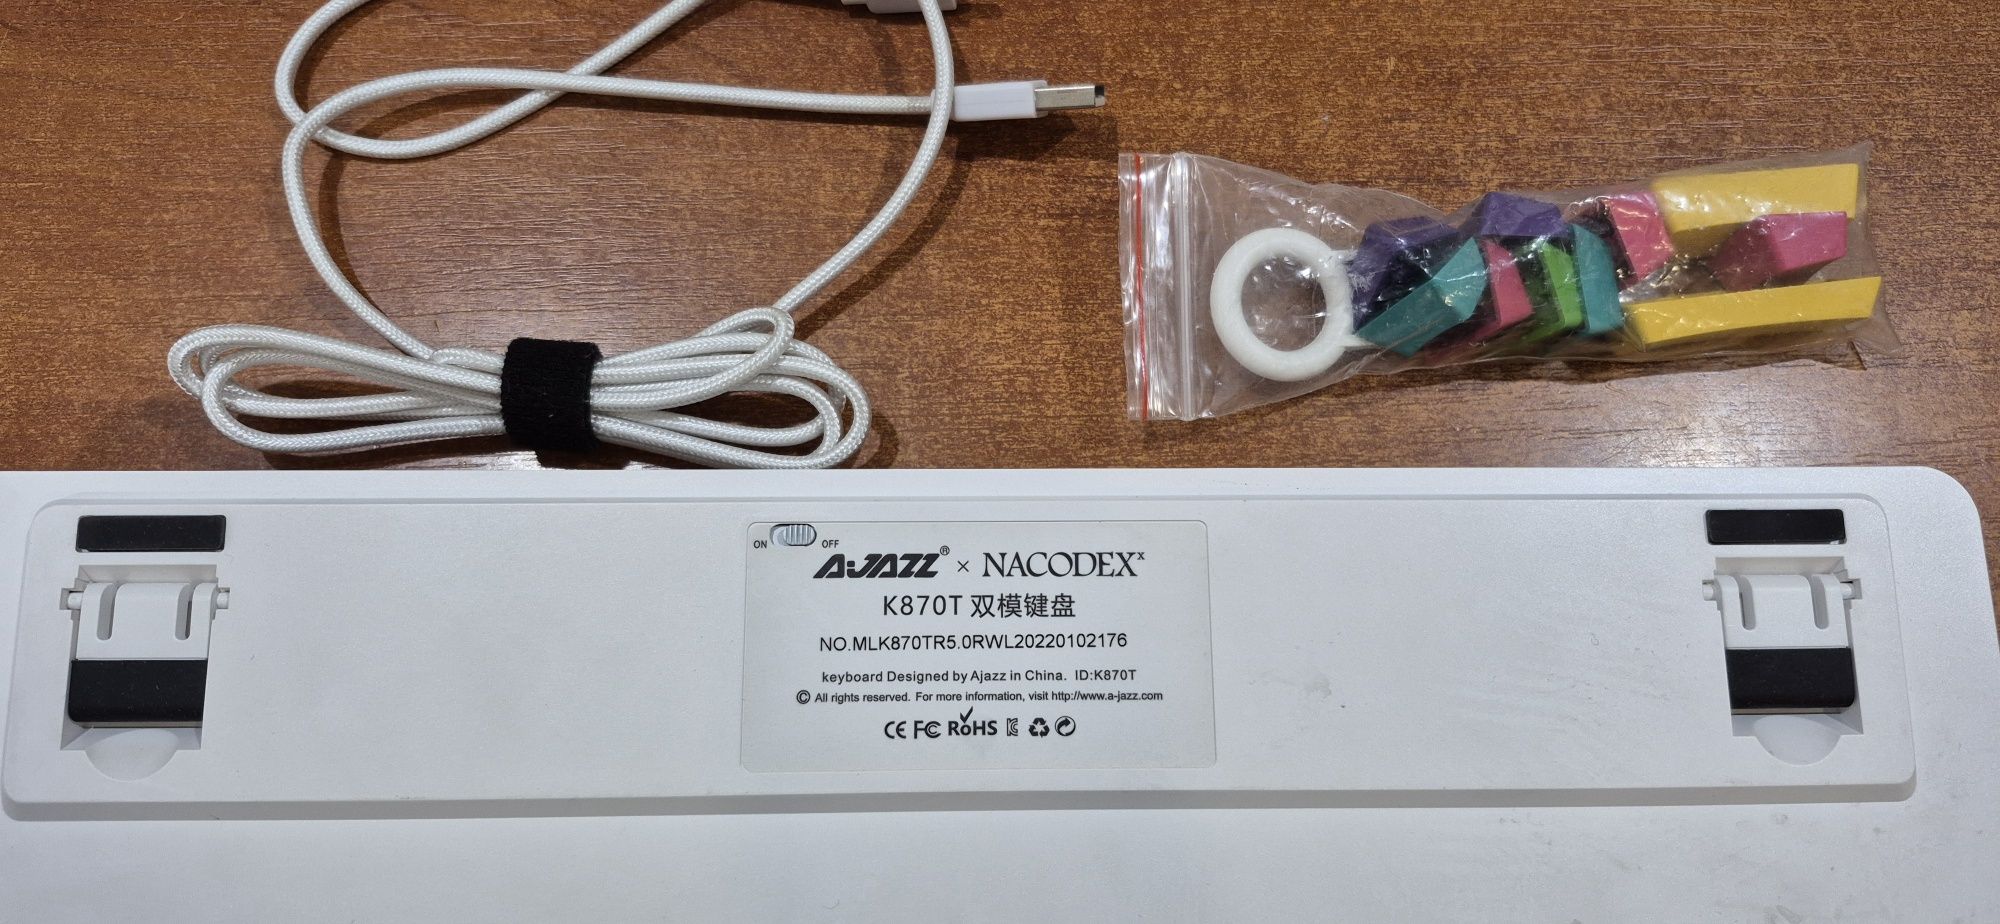 ON OFF
A-JAZZ® × NACODEXˣ
K870T 双模键盘
NO.MLK870TR5.0RWL20220102176
keyboard Designed by Ajazz in China. ID:K870T
© All rights reserved. For more information, visit http://www.a-jazz.com
CE FC RoHS